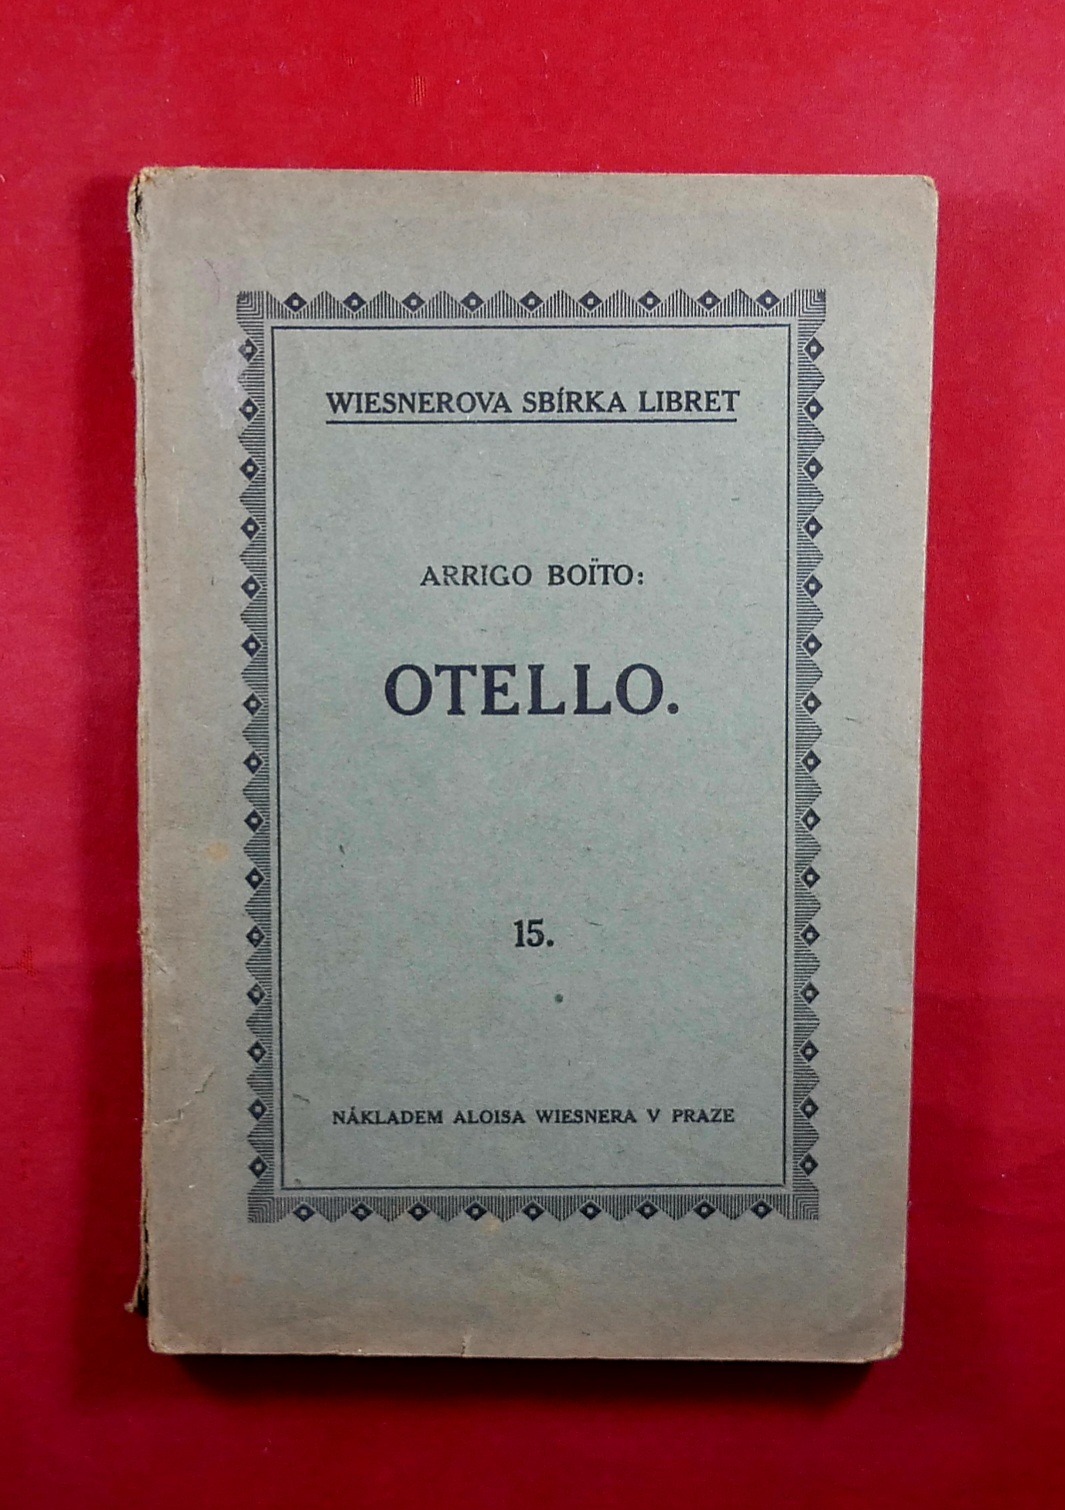 WIESNEROVA SBÍRKA LIBRET
ARRIGO BOÏTO:
OTELLO.
15.
NÁKLADEM ALOISA WIESNERA V PRAZE